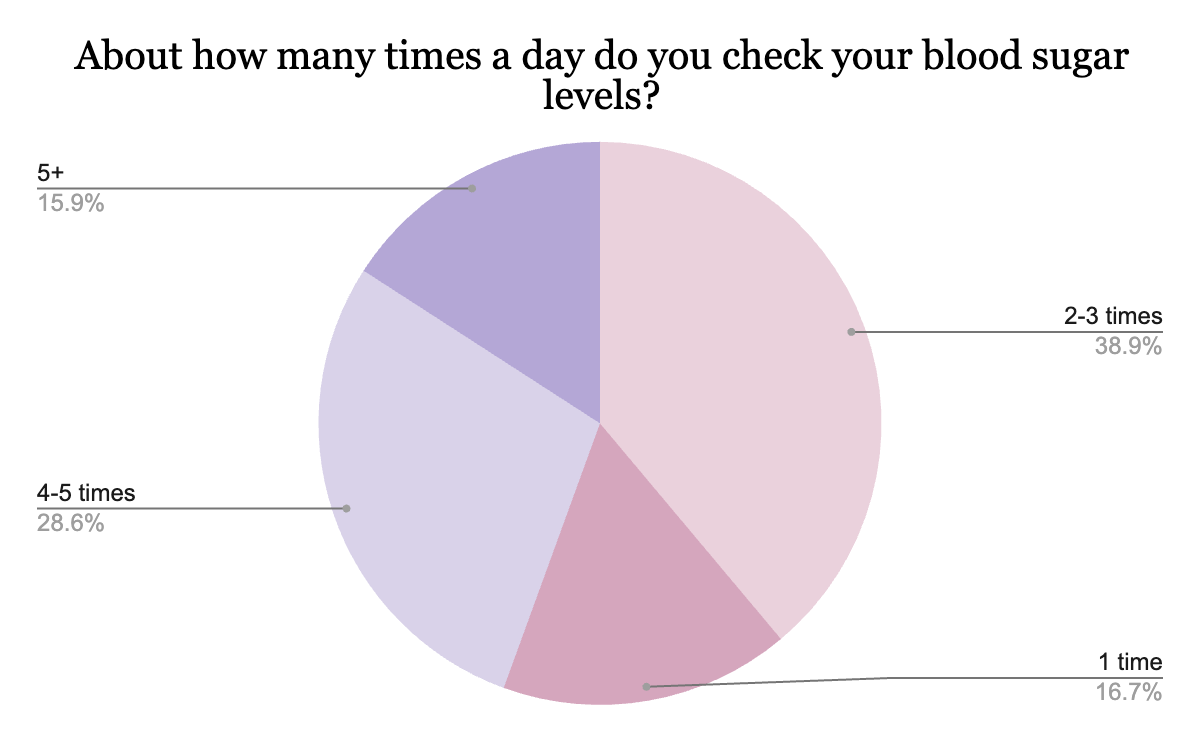 About how many times a day do you check your blood sugar
levels?
5+
15.9%
2-3 times
38.9%
4-5 times
28.6%
1 time
16.7%